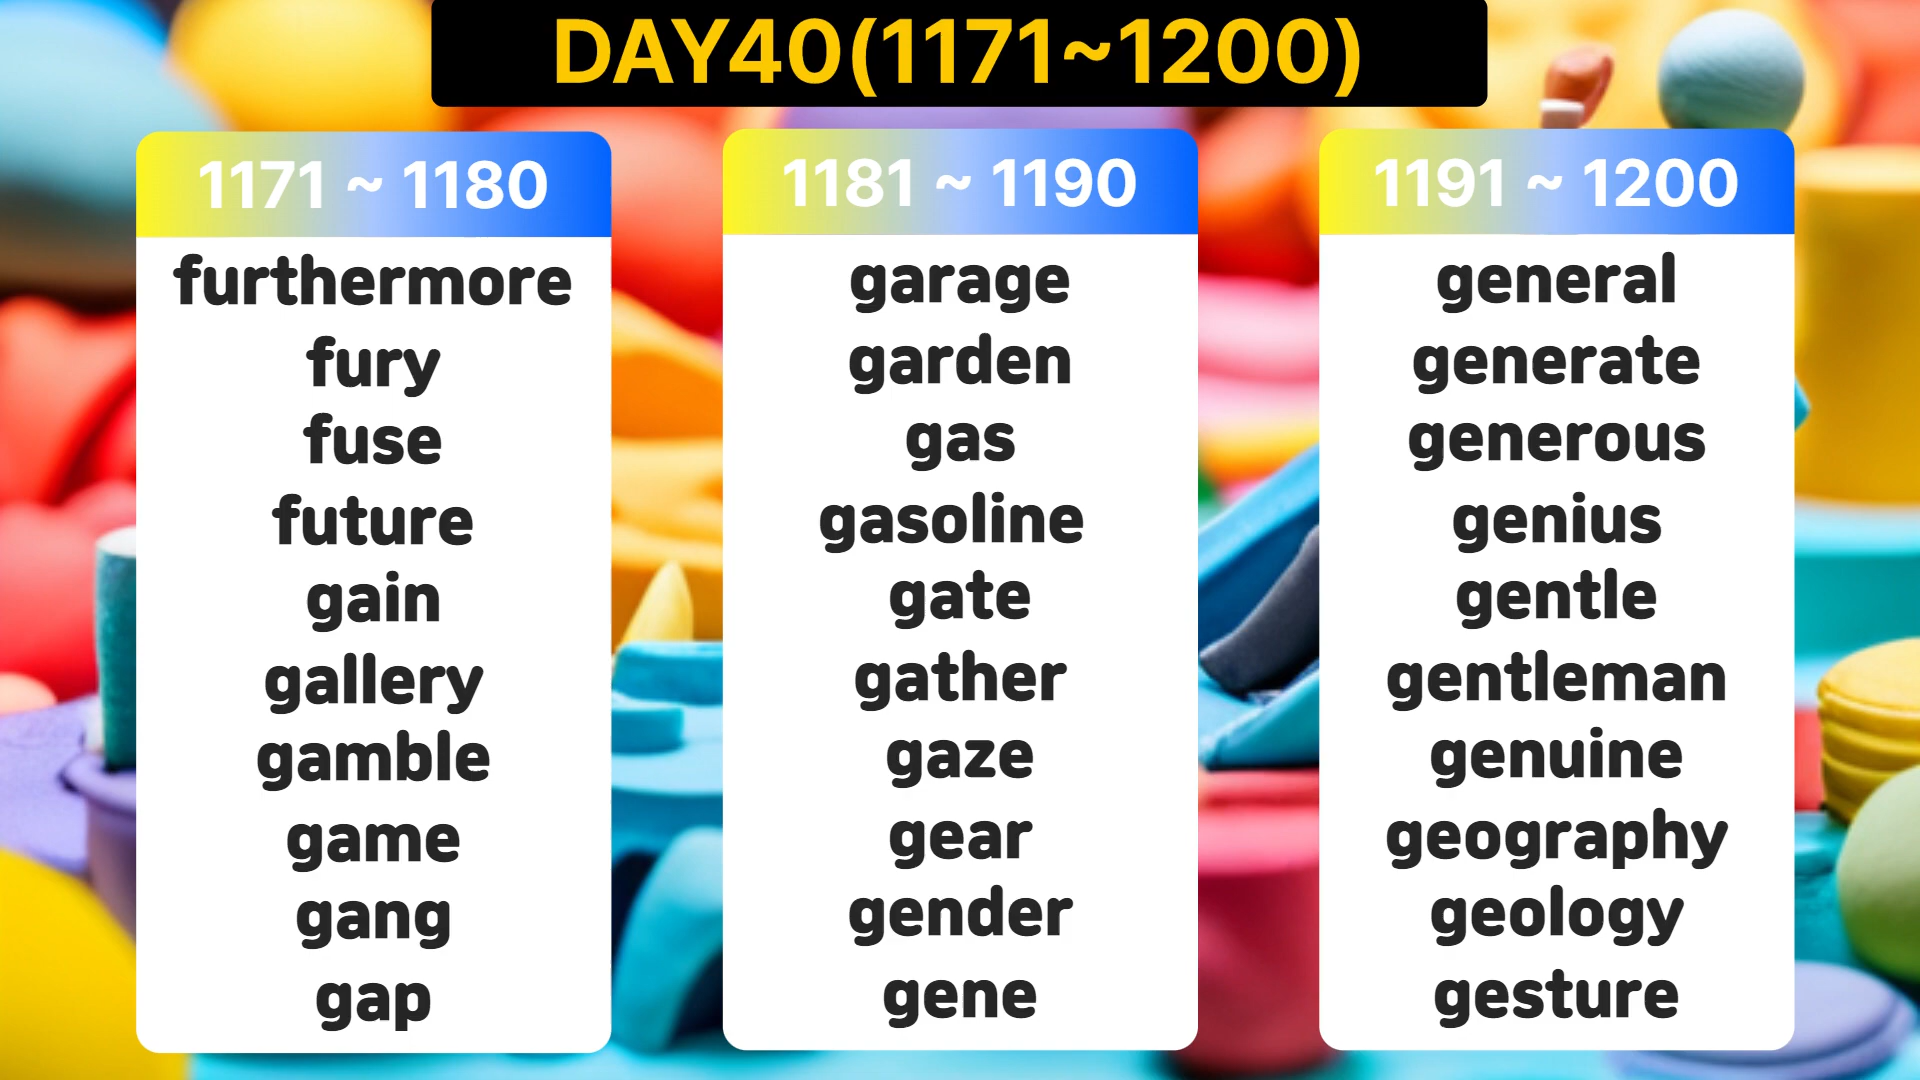 DAY40(1171~1200)
1171 ~ 1180
furthermore
fury
fuse
future
gain
gallery
gamble
game
gang
gap
1181 ~ 1190
garage
garden
gas
gasoline
gate
gather
gaze
gear
gender
gene
1191 ~ 1200
general
generate
generous
genius
gentle
gentleman
genuine
geography
geology
gesture